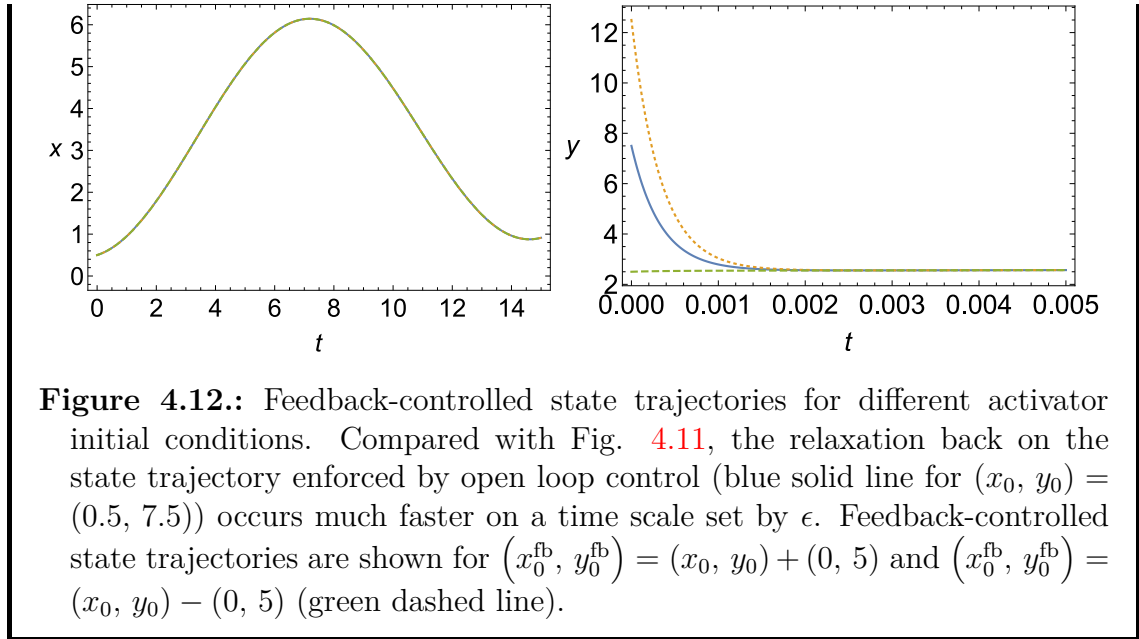 6
5
4
x 3
2
1
0
0 2 4 6 8 10 12 14
t
12
10
8
y
6
4
2
0.000 0.001 0.002 0.003 0.004 0.005
t
Figure 4.12.: Feedback-controlled state trajectories for different activator
initial conditions. Compared with Fig. 4.11, the relaxation back on the
state trajectory enforced by open loop control (blue solid line for (x₀, y₀) =
(0.5, 7.5)) occurs much faster on a time scale set by ϵ. Feedback-controlled
state trajectories are shown for (x₀ᶠᵇ, y₀ᶠᵇ) = (x₀, y₀) + (0, 5) and (x₀ᶠᵇ, y₀ᶠᵇ) =
(x₀, y₀) − (0, 5) (green dashed line).